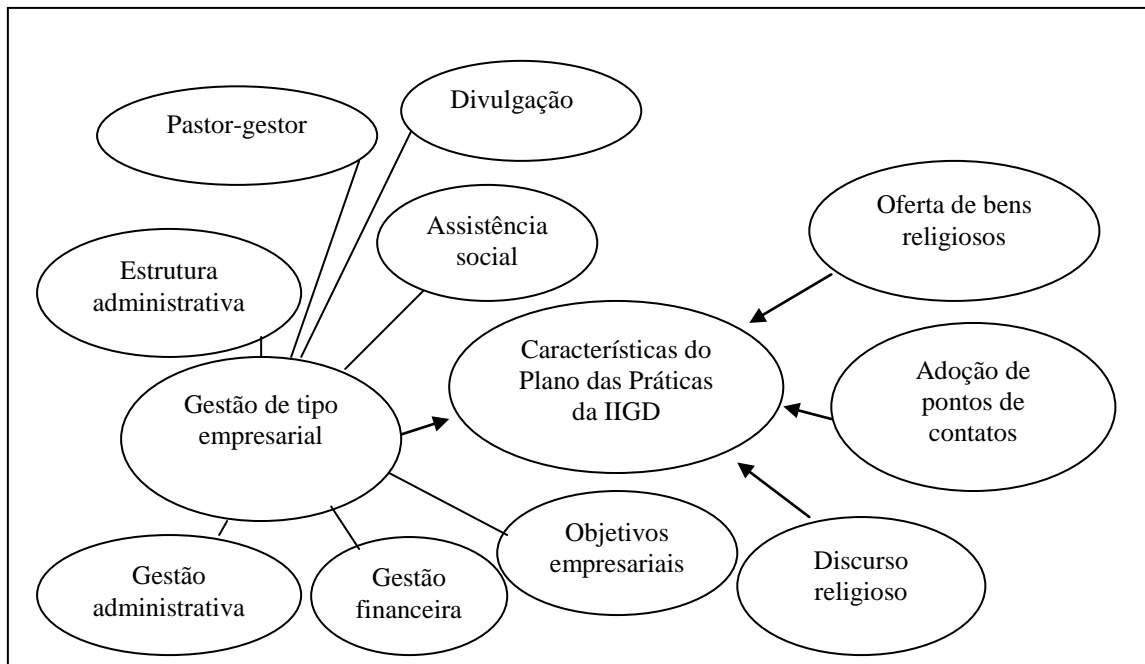 Divulgação
Pastor-gestor
Oferta de bens
religiosos
Assistência
social
Estrutura
administrativa
Características do
Plano das Práticas
da IIGD
Adoção de
pontos de
contatos
Gestão de tipo
empresarial
Objetivos
empresariais
Discurso
religioso
Gestão
administrativa
Gestão
financeira